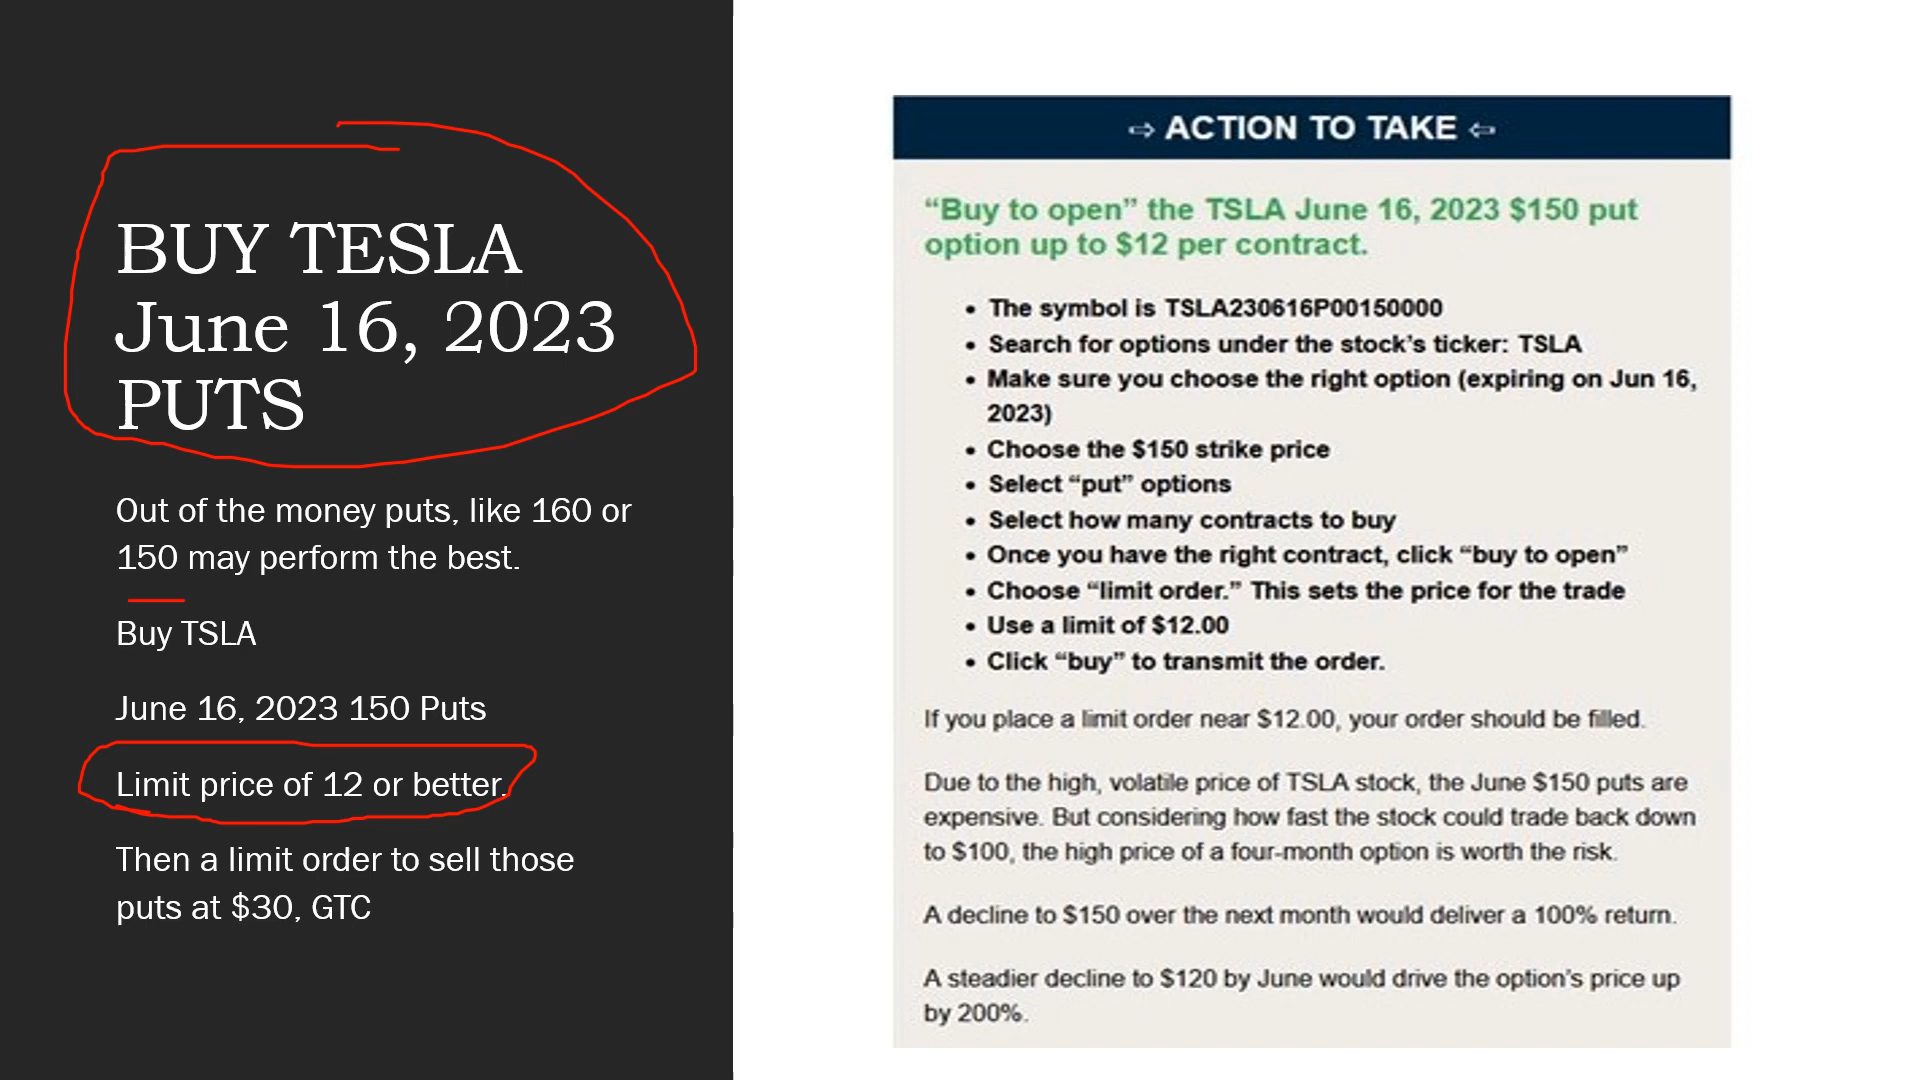 BUY TESLA
June 16, 2023
PUTS
Out of the money puts, like 160 or
150 may perform the best.
Buy TSLA
June 16, 2023 150 Puts
Limit price of 12 or better.
Then a limit order to sell those
puts at $30, GTC
⇨ ACTION TO TAKE ⇦
“Buy to open” the TSLA June 16, 2023 $150 put
option up to $12 per contract.
• The symbol is TSLA230616P00150000
• Search for options under the stock’s ticker: TSLA
• Make sure you choose the right option (expiring on Jun 16,
2023)
• Choose the $150 strike price
• Select “put” options
• Select how many contracts to buy
• Once you have the right contract, click “buy to open”
• Choose “limit order.” This sets the price for the trade
• Use a limit of $12.00
• Click “buy” to transmit the order.
If you place a limit order near $12.00, your order should be filled.
Due to the high, volatile price of TSLA stock, the June $150 puts are
expensive. But considering how fast the stock could trade back down
to $100, the high price of a four-month option is worth the risk.
A decline to $150 over the next month would deliver a 100% return.
A steadier decline to $120 by June would drive the option’s price up
by 200%.